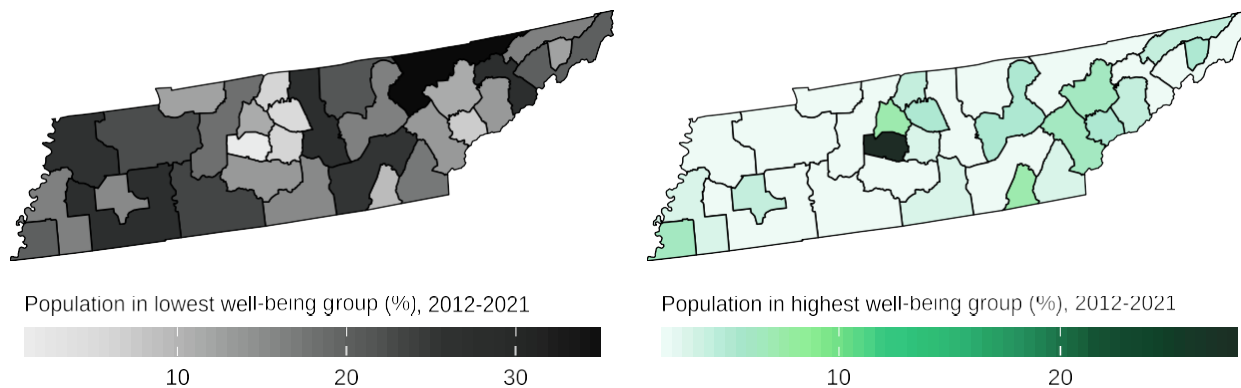 Population in lowest well-being group (%), 2012-2021
10 20 30
Population in highest well-being group (%), 2012-2021
10 20